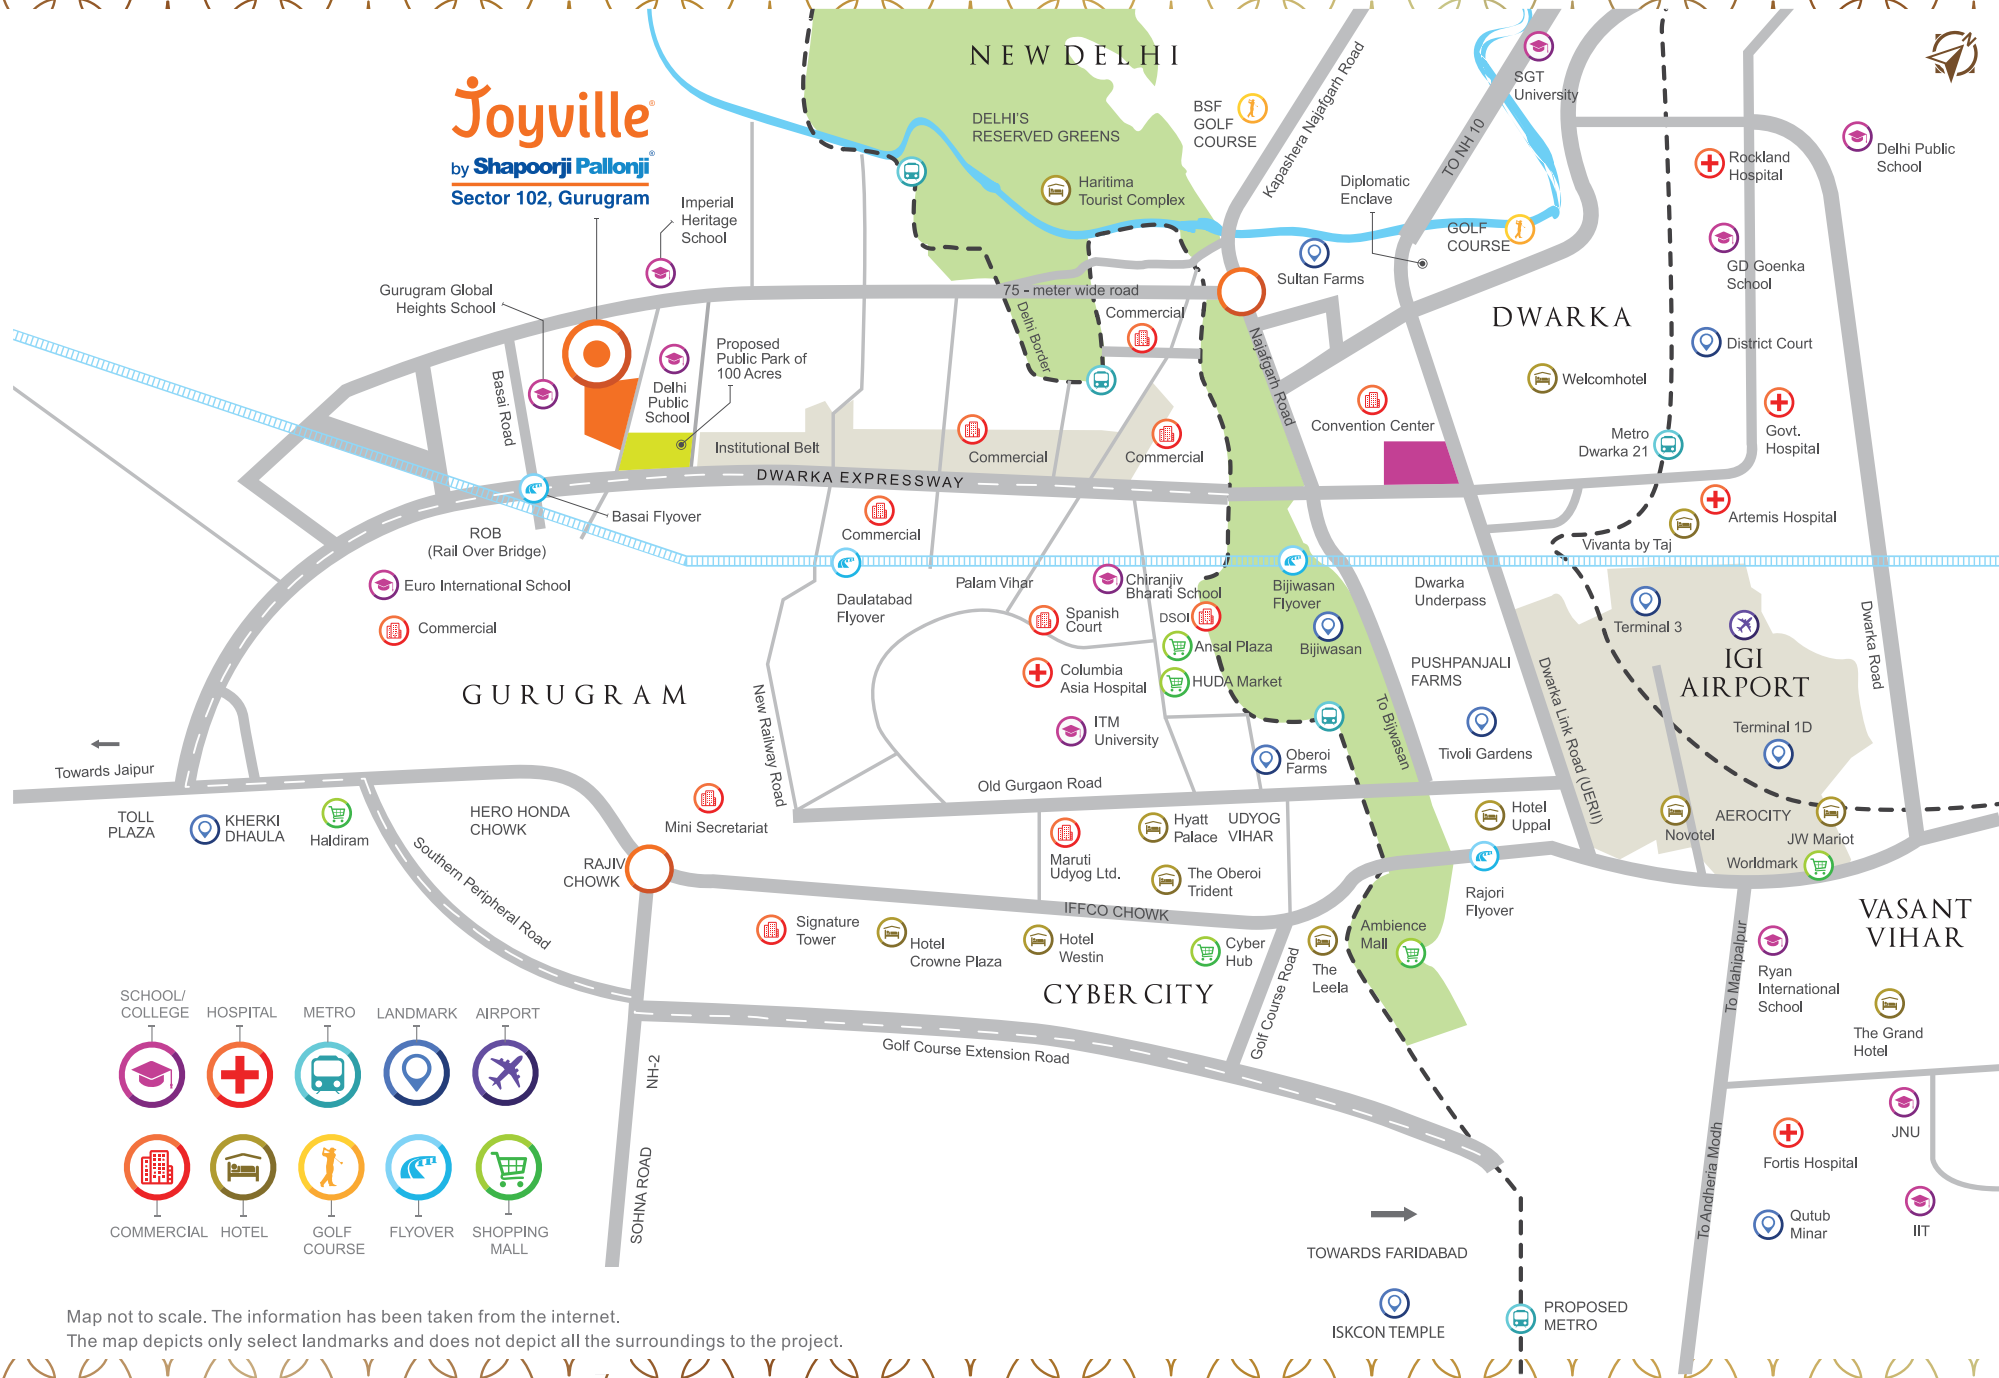 NEW DELHI
N
Joyville®
by Shapoorji Pallonji®
Sector 102, Gurugram
SGT
University
BSF
GOLF
COURSE
Kapashera Najafgarh Road
DELHI'S
RESERVED GREENS
TO NH 10
Delhi Public
School
Rockland
Hospital
Haritima
Tourist Complex
Diplomatic
Enclave
Imperial
Heritage
School
GOLF
COURSE
GD Goenka
School
Sultan Farms
Gurugram Global
Heights School
75 - meter wide road
Commercial
DWARKA
Delhi Border
Najafgarh Road
District Court
Proposed
Public Park of
100 Acres
Delhi
Public
School
Basai Road
Welcomhotel
Convention Center
Metro
Dwarka 21
Govt.
Hospital
Institutional Belt
Commercial
Commercial
DWARKA EXPRESSWAY
Basai Flyover
Artemis Hospital
Commercial
ROB
(Rail Over Bridge)
Vivanta by Taj
Euro International School
Daulatabad
Flyover
Palam Vihar
Chiranjiv
Bharati School
Bijiwasan
Flyover
Dwarka
Underpass
Commercial
Spanish
Court
DSOI
Terminal 3
Ansal Plaza
Bijiwasan
Dwarka Road
IGI
AIRPORT
PUSHPANJALI
FARMS
Columbia
Asia Hospital
HUDA Market
GURUGRAM
New Railway Road
To Bijwasan
Dwarka Link Road (UERII)
ITM
University
Terminal 1D
Tivoli Gardens
Oberoi
Farms
Towards Jaipur
Old Gurgaon Road
TOLL
PLAZA
KHERKI
DHAULA
Haldiram
HERO HONDA
CHOWK
Mini Secretariat
Hyatt
Palace
UDYOG
VIHAR
Hotel
Uppal
Novotel
AEROCITY
JW Mariot
Worldmark
Southern Peripheral Road
RAJIV
CHOWK
Maruti
Udyog Ltd.
The Oberoi
Trident
Rajori
Flyover
IFFCO CHOWK
VASANT
VIHAR
Signature
Tower
Hotel
Crowne Plaza
Hotel
Westin
Cyber
Hub
Ambience
Mall
The
Leela
Golf Course Road
To Mahipalpur
Ryan
International
School
CYBER CITY
The Grand
Hotel
Golf Course Extension Road
NH-2
SOHNA ROAD
JNU
Fortis Hospital
To Andheria Modh
Qutub
Minar
IIT
SCHOOL/
COLLEGE
HOSPITAL
METRO
LANDMARK
AIRPORT
COMMERCIAL
HOTEL
GOLF
COURSE
FLYOVER
SHOPPING
MALL
TOWARDS FARIDABAD
ISKCON TEMPLE
PROPOSED
METRO
Map not to scale. The information has been taken from the internet.
The map depicts only select landmarks and does not depict all the surroundings to the project.